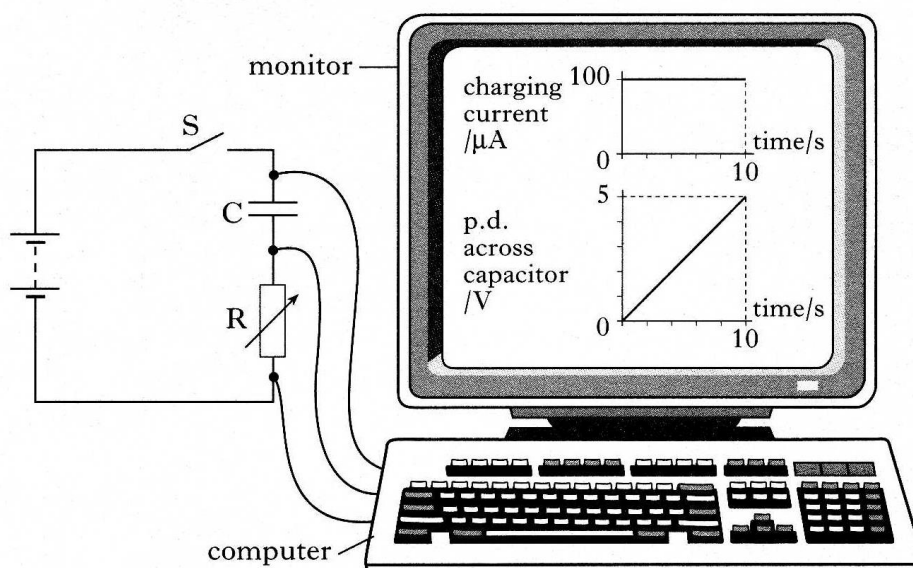 monitor
S
C
R
computer
charging
current
/μA
100
0
time/s
10
p.d.
across
capacitor
/V
5
0
time/s
10